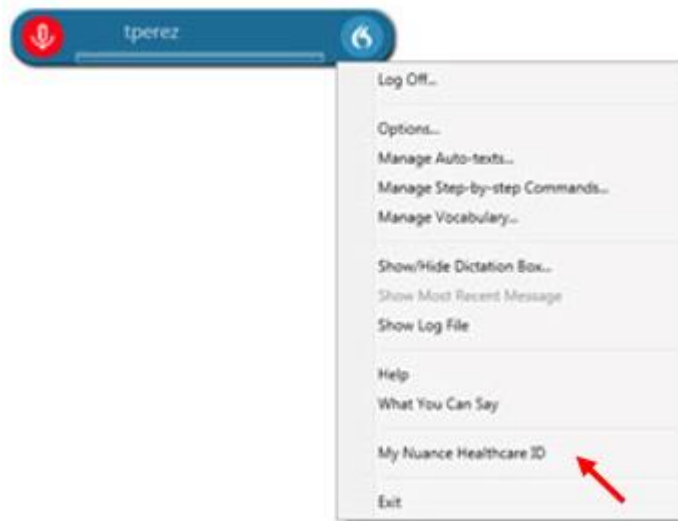 tperez
Log Off...
Options...
Manage Auto-texts...
Manage Step-by-step Commands...
Manage Vocabulary...
Show/Hide Dictation Box...
Show Most Recent Message
Show Log File
Help
What You Can Say
My Nuance Healthcare ID
Exit